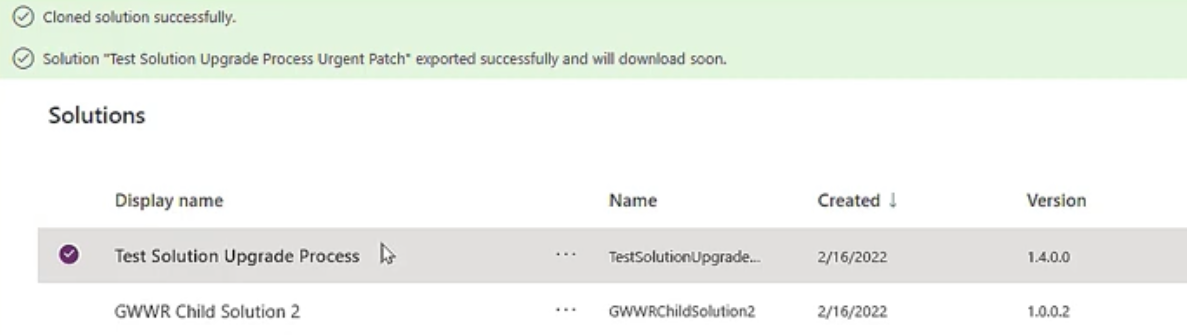 Cloned solution successfully.
Solution "Test Solution Upgrade Process Urgent Patch" exported successfully and will download soon.
Solutions
Display name Name Created ↓ Version
Test Solution Upgrade Process ... TestSolutionUpgrade... 2/16/2022 1.4.0.0
GWWR Child Solution 2 ... GWWRChildSolution2 2/16/2022 1.0.0.2